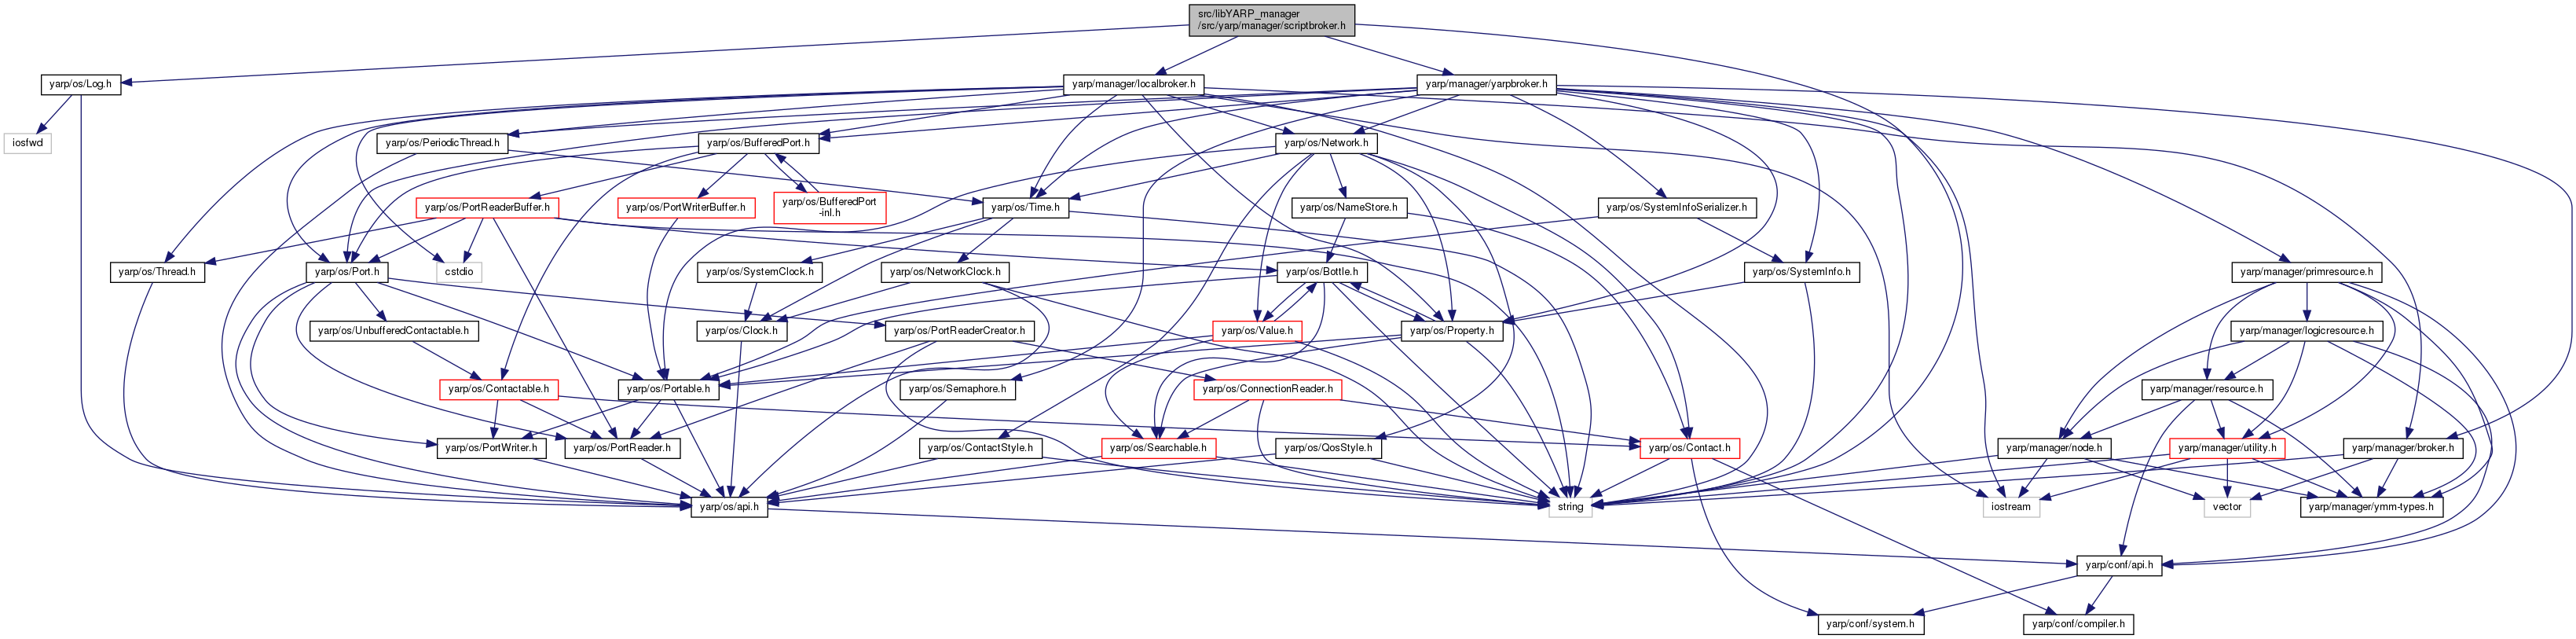 src/libYARP_manager
/src/yarp/manager/scriptbroker.h
yarp/os/Log.h
yarp/manager/localbroker.h
yarp/manager/yarpbroker.h
iosfwd
yarp/os/PeriodicThread.h
yarp/os/BufferedPort.h
yarp/os/Network.h
yarp/os/PortReaderBuffer.h
yarp/os/PortWriterBuffer.h
yarp/os/BufferedPort
-inl.h
yarp/os/Time.h
yarp/os/NameStore.h
yarp/os/SystemInfoSerializer.h
yarp/os/Thread.h
yarp/os/Port.h
cstdio
yarp/os/SystemClock.h
yarp/os/NetworkClock.h
yarp/os/Bottle.h
yarp/os/SystemInfo.h
yarp/manager/primresource.h
yarp/os/UnbufferedContactable.h
yarp/os/Clock.h
yarp/os/PortReaderCreator.h
yarp/os/Value.h
yarp/os/Property.h
yarp/manager/logicresource.h
yarp/os/Contactable.h
yarp/os/Portable.h
yarp/os/Semaphore.h
yarp/os/ConnectionReader.h
yarp/manager/resource.h
yarp/os/PortWriter.h
yarp/os/PortReader.h
yarp/os/ContactStyle.h
yarp/os/Searchable.h
yarp/os/QosStyle.h
yarp/os/Contact.h
yarp/manager/node.h
yarp/manager/utility.h
yarp/manager/broker.h
yarp/os/api.h
string
iostream
vector
yarp/manager/ymm-types.h
yarp/conf/api.h
yarp/conf/system.h
yarp/conf/compiler.h